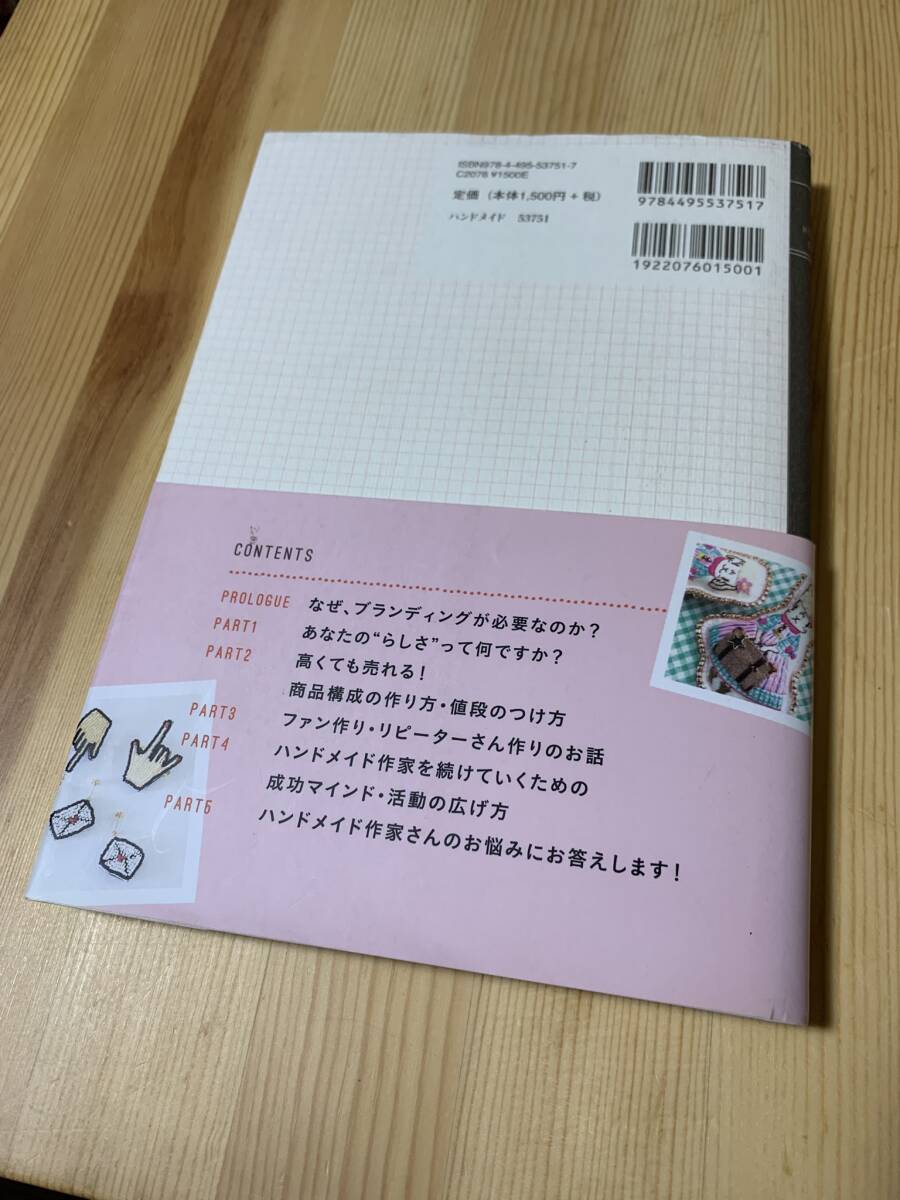 ISBN978-4-495-53751-7
C2078 ¥1500E
定価 (本体1,500円+税)
ハンドメイド 53751
9784495537517
1922076015001
CONTENTS
PROLOGUE なぜ、ブランディングが必要なのか?
PART1 あなたの“らしさ”って何ですか?
PART2 高くても売れる!
商品構成の作り方・値段のつけ方
PART3 ファン作り・リピーターさん作りのお話
PART4 ハンドメイド作家を続けていくための
成功マインド・活動の広げ方
PART5 ハンドメイド作家さんのお悩みにお答えします!